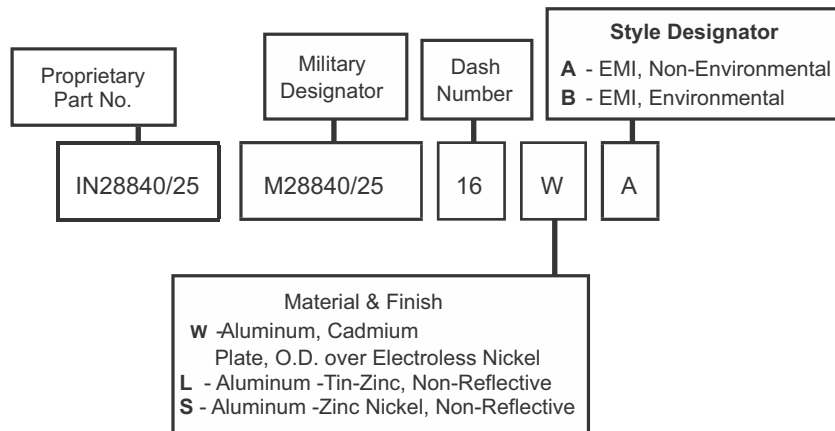 Proprietary
Part No.
Military
Designator
Dash
Number
Style Designator
A - EMI, Non-Environmental
B - EMI, Environmental
IN28840/25
M28840/25
16
W
A
Material & Finish
W -Aluminum, Cadmium
Plate, O.D. over Electroless Nickel
L - Aluminum -Tin-Zinc, Non-Reflective
S - Aluminum -Zinc Nickel, Non-Reflective